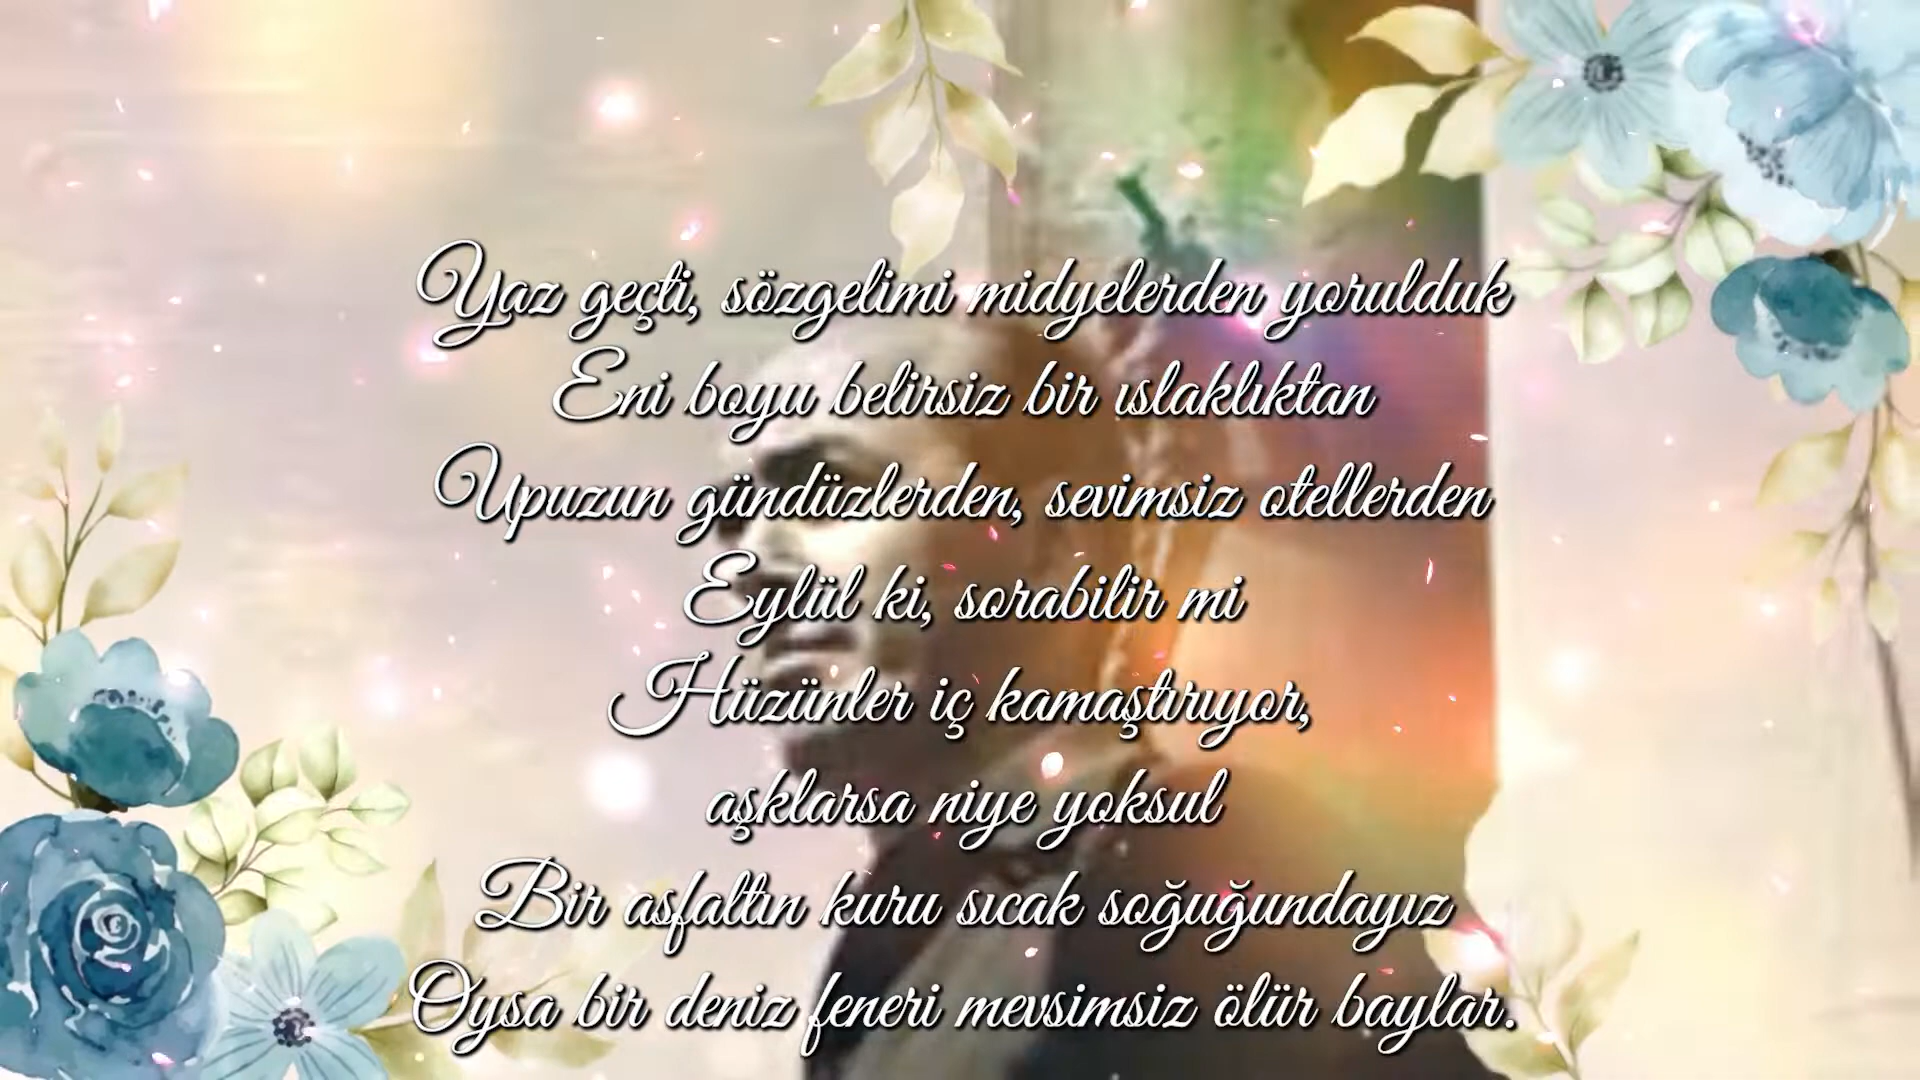 Yaz geçti, sözgelimi midyelerden yorulduk
Eni boyu belirsiz bir ıslaklıktan
Upuzun gündüzlerden, sevimsiz otellerden
Eylül ki, sorabilir mi
Hüzünler iç kamaştırıyor,
aşklarsa niye yoksul
Bir asfaltın kuru sıcak soğuğundayız
Oysa bir deniz feneri mevsimsiz ölür baylar.